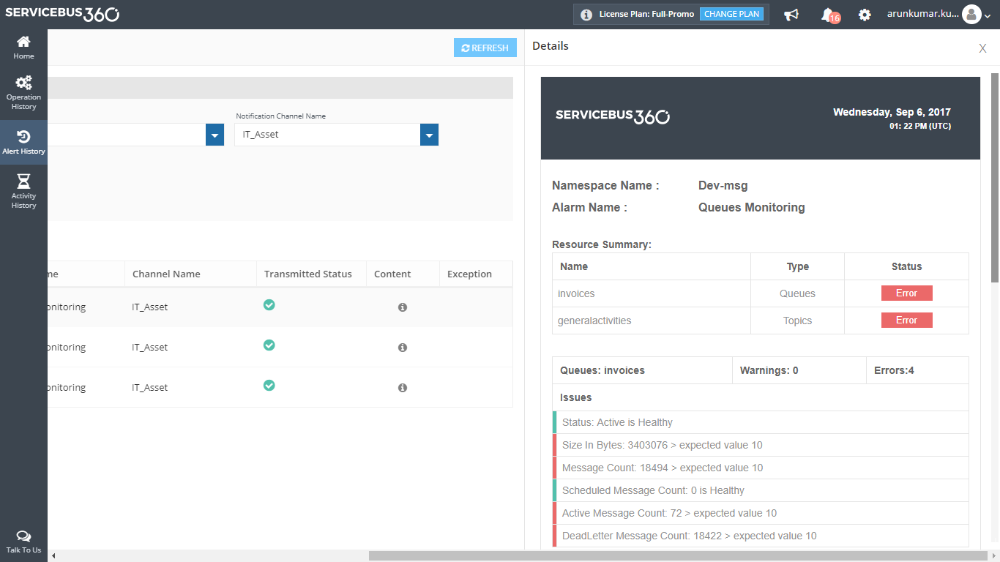 SERVICEBUS360
License Plan: Full-Promo CHANGE PLAN
16
arunkumar.ku...
Home
Operation
History
Alert History
Activity
History
Talk To Us
REFRESH
Notification Channel Name
IT_Asset
me Channel Name Transmitted Status Content Exception
onitoring IT_Asset
onitoring IT_Asset
onitoring IT_Asset
Details
X
SERVICEBUS360
Wednesday, Sep 6, 2017
01: 22 PM (UTC)
Namespace Name : Dev-msg
Alarm Name : Queues Monitoring
Resource Summary:
Name Type Status
invoices Queues Error
generalactivities Topics Error
Queues: invoices Warnings: 0 Errors:4
Issues
Status: Active is Healthy
Size In Bytes: 3403076 > expected value 10
Message Count: 18494 > expected value 10
Scheduled Message Count: 0 is Healthy
Active Message Count: 72 > expected value 10
DeadLetter Message Count: 18422 > expected value 10